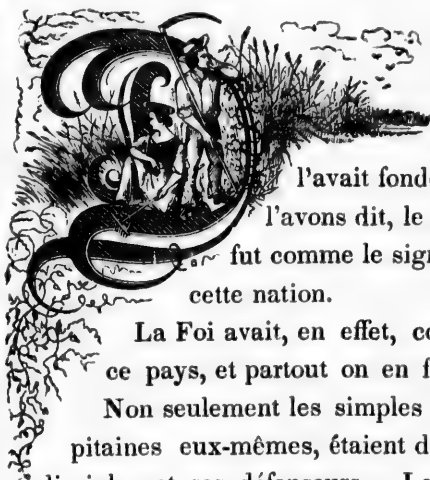 l'avait fond
l'avons dit, le
fut comme le sign
cette nation.
La Foi avait, en effet, co
ce pays, et partout on en f
Non seulement les simples
pitaines eux-mêmes, étaient d